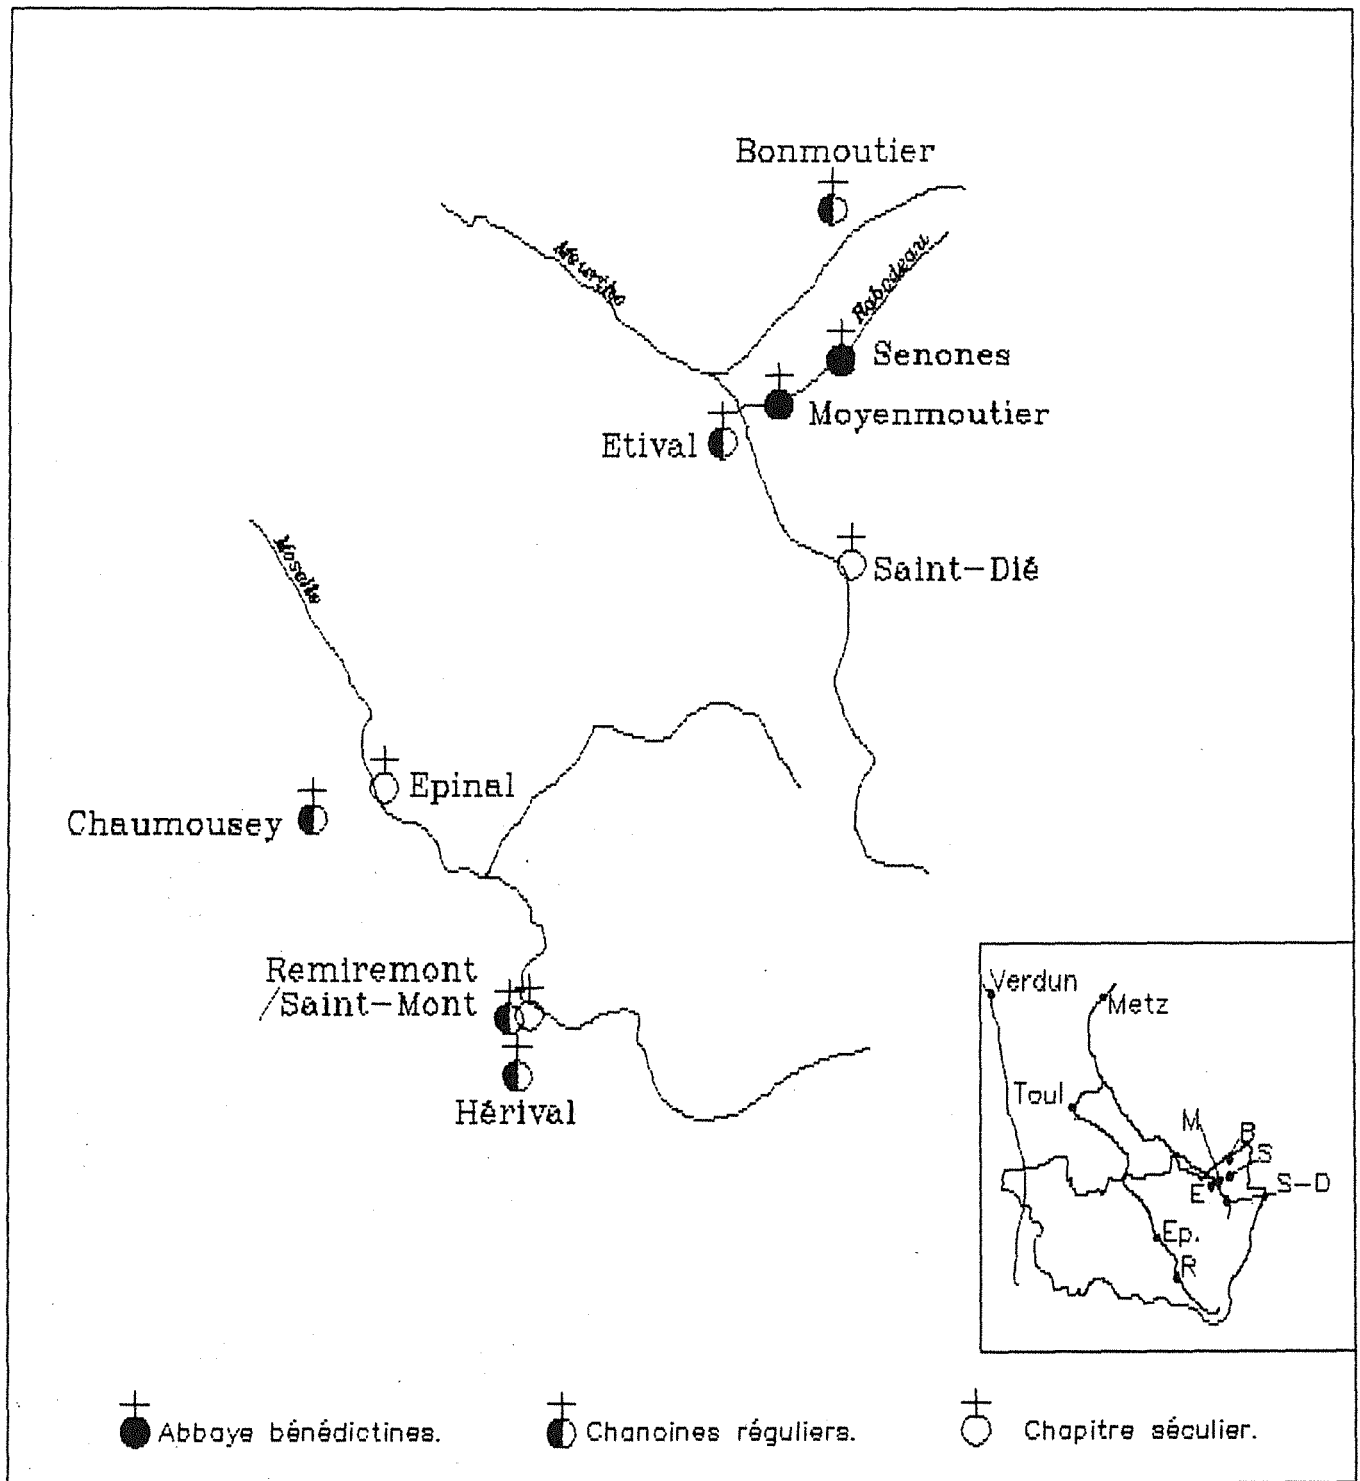 Bonmoutier
Meurthe
Rabodeau
Senones
Moyenmoutier
Etival
Saint-Dié
Moselle
Epinal
Chaumousey
Remiremont
/Saint-Mont
Hérival
Verdun
Metz
Toul
M
B
S
E
S-D
Ep.
R
Abbaye bénédictines.
Chanoines réguliers.
Chapitre séculier.